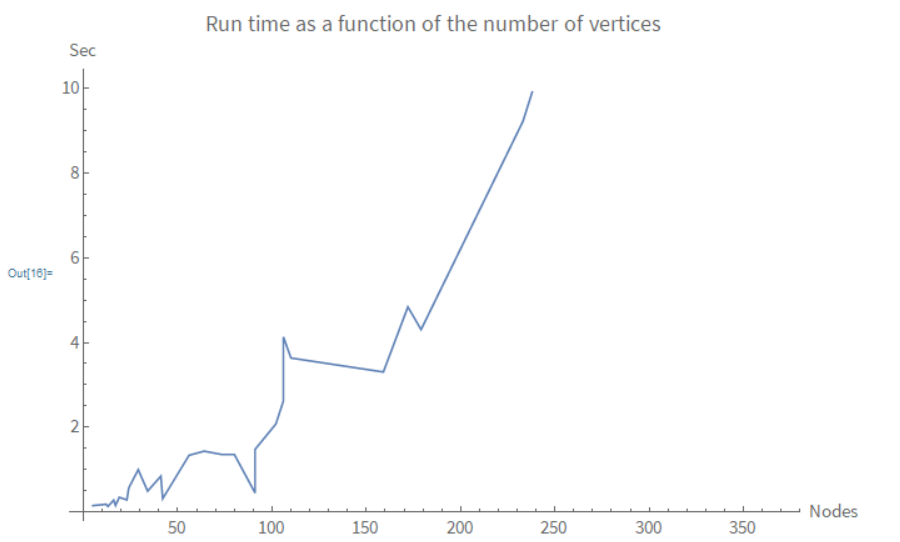 Run time as a function of the number of vertices
Sec
10
8
6
Out[16]=
4
2
50 100 150 200 250 300 350 Nodes